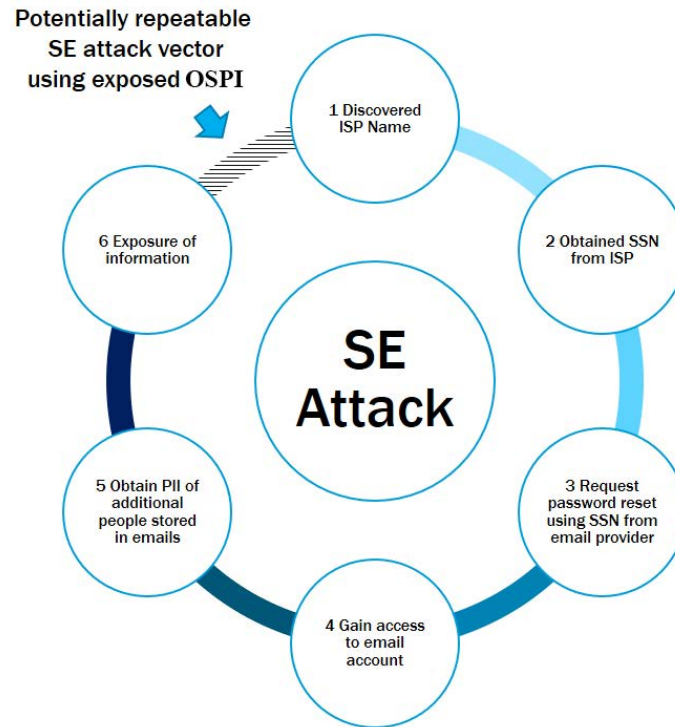 Potentially repeatable
SE attack vector
using exposed OSPI
1 Discovered
ISP Name
2 Obtained SSN
from ISP
3 Request
password reset
using SSN from
email provider
4 Gain access
to email
account
5 Obtain PII of
additional
people stored
in emails
6 Exposure of
information
SE
Attack